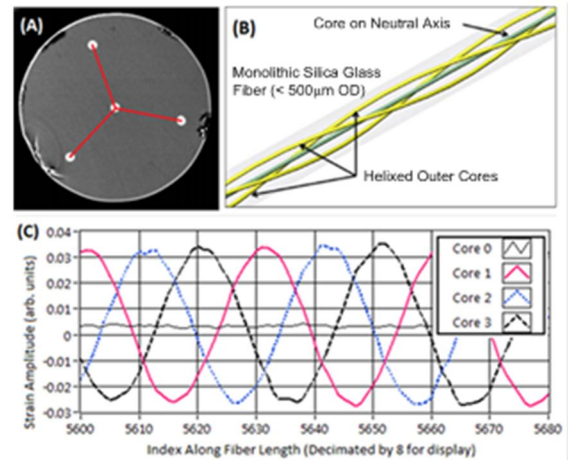 (A)
(B)
Core on Neutral Axis
Monolithic Silica Glass
Fiber (< 500μm OD)
Helixed Outer Cores
(C)
0.04
0.03
0.02
0.01
0
-0.01
-0.02
-0.03
Strain Amplitude (arb. units)
Core 0
Core 1
Core 2
Core 3
5600
5610
5620
5630
5640
5650
5660
5670
5680
Index Along Fiber Length (Decimated by 8 for display)